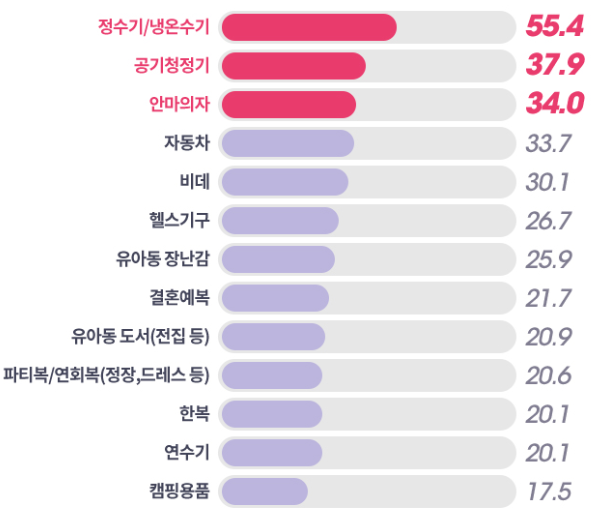 정수기/냉온수기 55.4
공기청정기 37.9
안마의자 34.0
자동차 33.7
비데 30.1
헬스기구 26.7
유아동 장난감 25.9
결혼예복 21.7
유아동 도서(전집 등) 20.9
파티복/연회복(정장,드레스 등) 20.6
한복 20.1
연수기 20.1
캠핑용품 17.5